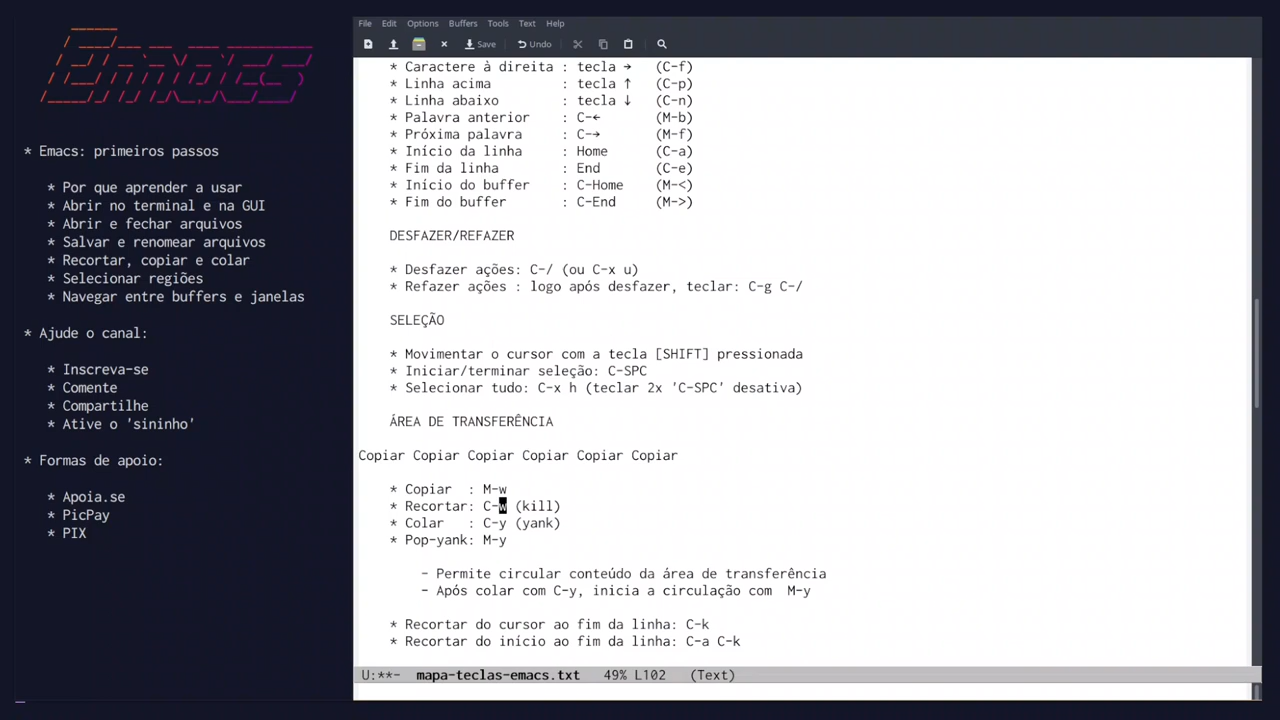 Emacs
* Emacs: primeiros passos
* Por que aprender a usar
* Abrir no terminal e na GUI
* Abrir e fechar arquivos
* Salvar e renomear arquivos
* Recortar, copiar e colar
* Selecionar regiões
* Navegar entre buffers e janelas
* Ajude o canal:
* Inscreva-se
* Comente
* Compartilhe
* Ative o 'sininho'
* Formas de apoio:
* Apoia.se
* PicPay
* PIX
File Edit Options Buffers Tools Text Help
Save Undo
* Caractere à direita : tecla → (C-f)
* Linha acima : tecla ↑ (C-p)
* Linha abaixo : tecla ↓ (C-n)
* Palavra anterior : C-← (M-b)
* Próxima palavra : C-→ (M-f)
* Início da linha : Home (C-a)
* Fim da linha : End (C-e)
* Início do buffer : C-Home (M-<)
* Fim do buffer : C-End (M->)
DESFAZER/REFAZER
* Desfazer ações: C-/ (ou C-x u)
* Refazer ações : logo após desfazer, teclar: C-g C-/
SELEÇÃO
* Movimentar o cursor com a tecla [SHIFT] pressionada
* Iniciar/terminar seleção: C-SPC
* Selecionar tudo: C-x h (teclar 2x 'C-SPC' desativa)
ÁREA DE TRANSFERÊNCIA
Copiar Copiar Copiar Copiar Copiar Copiar
* Copiar : M-w
* Recortar: C-w (kill)
* Colar : C-y (yank)
* Pop-yank: M-y
- Permite circular conteúdo da área de transferência
- Após colar com C-y, inicia a circulação com M-y
* Recortar do cursor ao fim da linha: C-k
* Recortar do início ao fim da linha: C-a C-k
U:**- mapa-teclas-emacs.txt 49% L102 (Text)